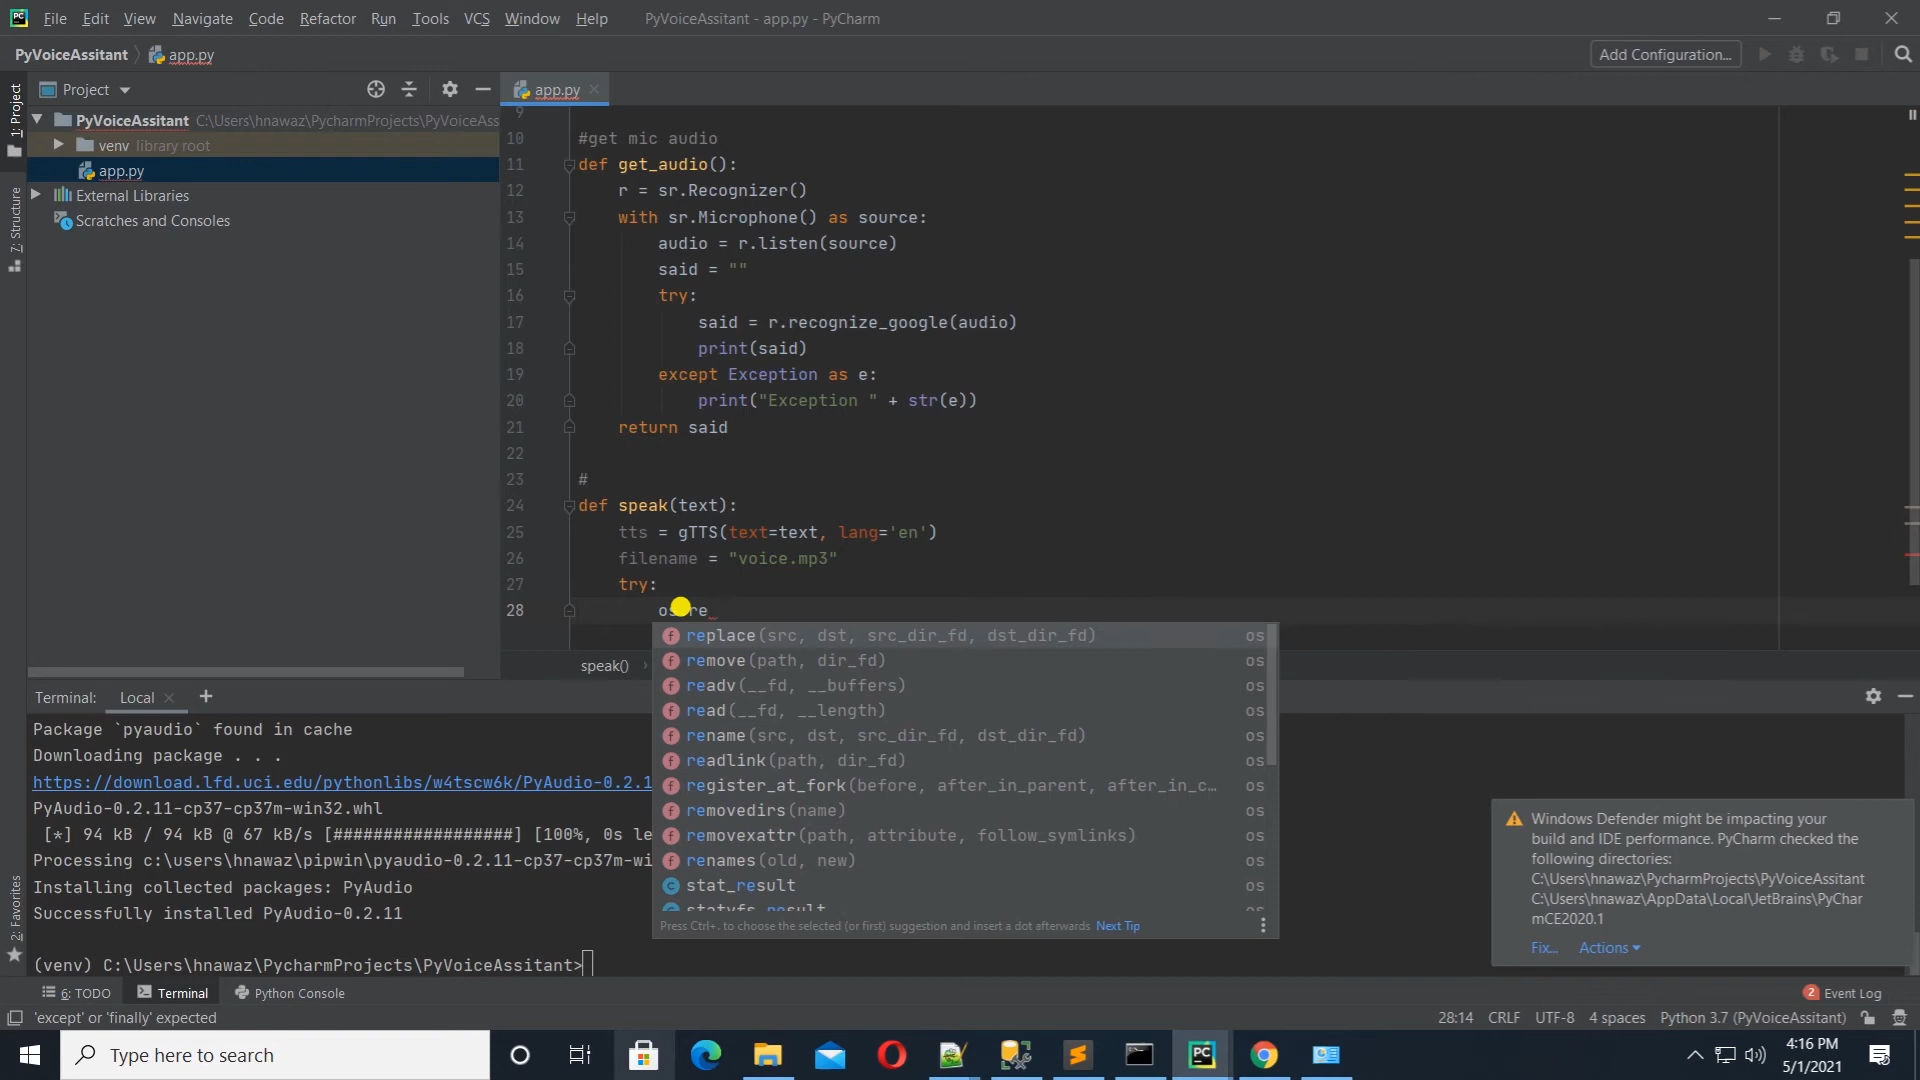 File Edit View Navigate Code Refactor Run Tools VCS Window Help PyVoiceAssitant - app.py - PyCharm
PyVoiceAssitant app.py Add Configuration...
Project
app.py
1: Project
7: Structure
2: Favorites
PyVoiceAssitant C:\Users\hnawaz\PycharmProjects\PyVoiceAss
venv library root
app.py
External Libraries
Scratches and Consoles
9
10 #get mic audio
11 def get_audio():
12 r = sr.Recognizer()
13 with sr.Microphone() as source:
14 audio = r.listen(source)
15 said = ""
16 try:
17 said = r.recognize_google(audio)
18 print(said)
19 except Exception as e:
20 print("Exception " + str(e))
21 return said
22
23 #
24 def speak(text):
25 tts = gTTS(text=text, lang='en')
26 filename = "voice.mp3"
27 try:
28 os.re
replace(src, dst, src_dir_fd, dst_dir_fd) os
remove(path, dir_fd) os
readv(__fd, __buffers) os
read(__fd, __length) os
rename(src, dst, src_dir_fd, dst_dir_fd) os
readlink(path, dir_fd) os
register_at_fork(before, after_in_parent, after_in_c... os
removedirs(name) os
removexattr(path, attribute, follow_symlinks) os
renames(old, new) os
stat_result os
statvfs_result os
Press Ctrl+. to choose the selected (or first) suggestion and insert a dot afterwards Next Tip
speak()
Terminal: Local
Package `pyaudio` found in cache
Downloading package . . .
https://download.lfd.uci.edu/pythonlibs/w4tscw6k/PyAudio-0.2.1
PyAudio-0.2.11-cp37-cp37m-win32.whl
[*] 94 kB / 94 kB @ 67 kB/s [##################] [100%, 0s le
Processing c:\users\hnawaz\pipwin\pyaudio-0.2.11-cp37-cp37m-wi
Installing collected packages: PyAudio
Successfully installed PyAudio-0.2.11
(venv) C:\Users\hnawaz\PycharmProjects\PyVoiceAssitant>
Windows Defender might be impacting your
build and IDE performance. PyCharm checked the
following directories:
C:\Users\hnawaz\PycharmProjects\PyVoiceAssitant
C:\Users\hnawaz\AppData\Local\JetBrains\PyChar
mCE2020.1
Fix... Actions
6: TODO Terminal Python Console 2 Event Log
'except' or 'finally' expected 28:14 CRLF UTF-8 4 spaces Python 3.7 (PyVoiceAssitant)
Type here to search
PC
4:16 PM
5/1/2021